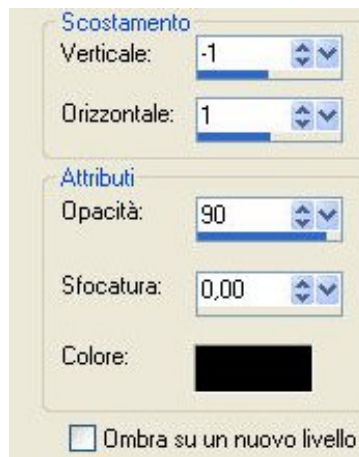 Scostamento
Verticale: -1
Orizzontale: 1
Attributi
Opacità: 90
Sfocatura: 0,00
Colore:
Ombra su un nuovo livello